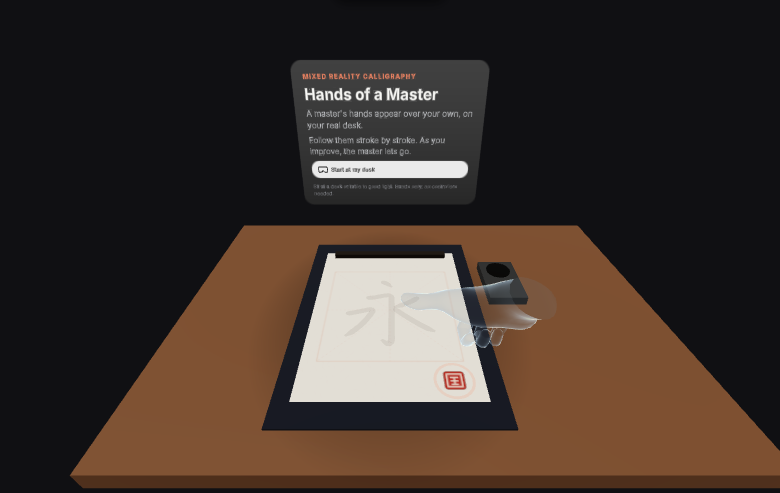 MIXED REALITY CALLIGRAPHY
Hands of a Master
A master's hands appear over your own, on
your real desk.
Follow them stroke by stroke. As you
improve, the master lets go.
Start at my desk
永